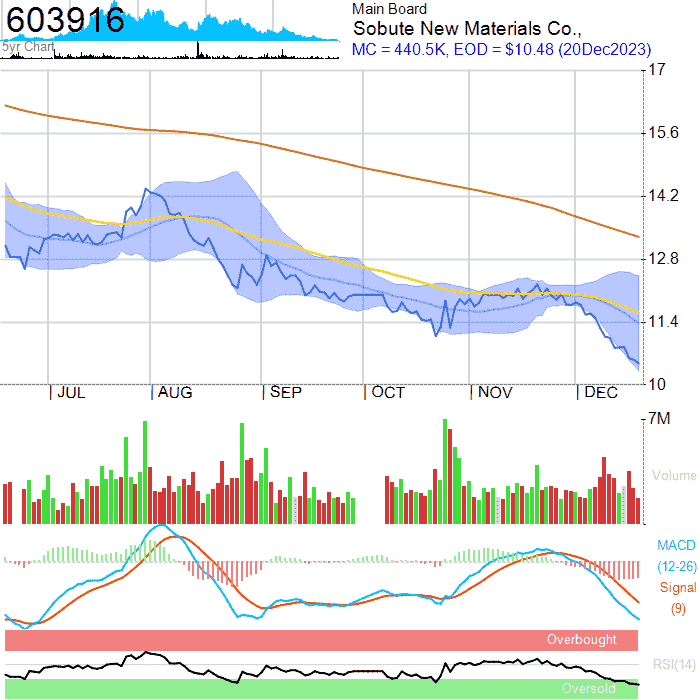 603916
Main Board
Sobute New Materials Co.,
5yr Chart
MC = 440.5K, EOD = $10.48 (20Dec2023)
17
15.6
14.2
12.8
11.4
10
JUL AUG SEP OCT NOV DEC
7M
Volume
MACD
(12-26)
Signal
(9)
Overbought
RSI(14)
Oversold